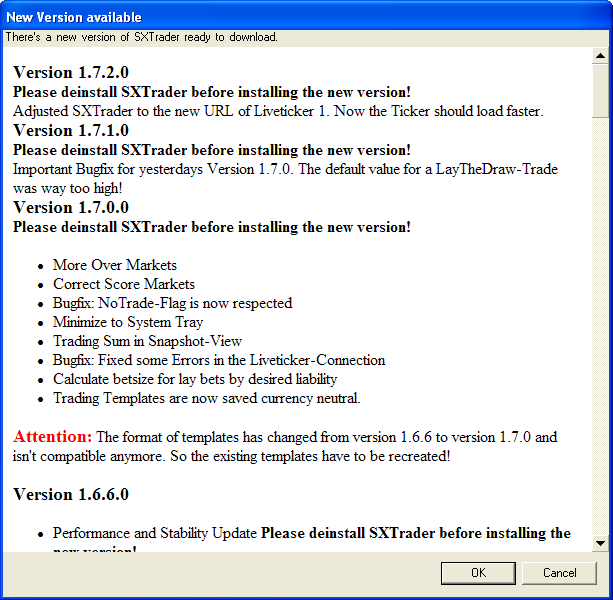 New Version available
There's a new version of SXTrader ready to download.
Version 1.7.2.0
Please deinstall SXTrader before installing the new version!
Adjusted SXTrader to the new URL of Liveticker 1. Now the Ticker should load faster.
Version 1.7.1.0
Please deinstall SXTrader before installing the new version!
Important Bugfix for yesterdays Version 1.7.0. The default value for a LayTheDraw-Trade
was way too high!
Version 1.7.0.0
Please deinstall SXTrader before installing the new version!
• More Over Markets
• Correct Score Markets
• Bugfix: NoTrade-Flag is now respected
• Minimize to System Tray
• Trading Sum in Snapshot-View
• Bugfix: Fixed some Errors in the Liveticker-Connection
• Calculate betsize for lay bets by desired liability
• Trading Templates are now saved currency neutral.
Attention: The format of templates has changed from version 1.6.6 to version 1.7.0 and
isn't compatible anymore. So the existing templates have to be recreated!
Version 1.6.6.0
• Performance and Stability Update Please deinstall SXTrader before installing the
new version!
OK
Cancel